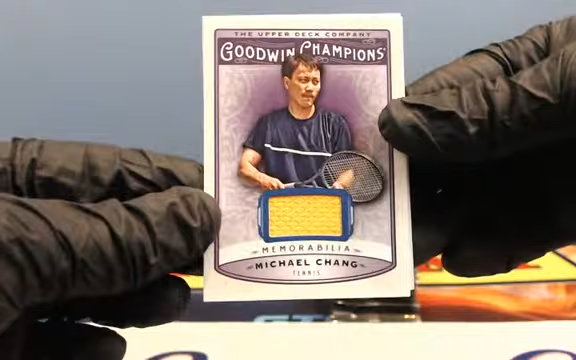 THE UPPER DECK COMPANY
GOODWIN CHAMPIONS
MEMORABILIA
MICHAEL CHANG
TENNIS